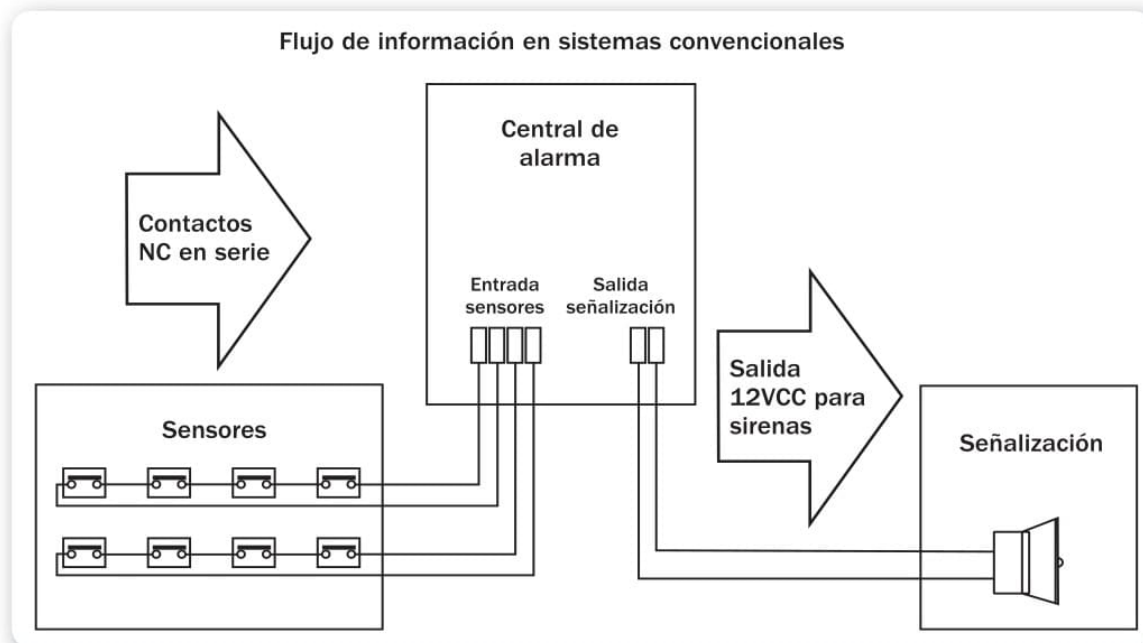 Flujo de información en sistemas convencionales
Central de
alarma
Contactos
NC en serie
Entrada
sensores
Salida
señalización
Sensores
Salida
12VCC para
sirenas
Señalización